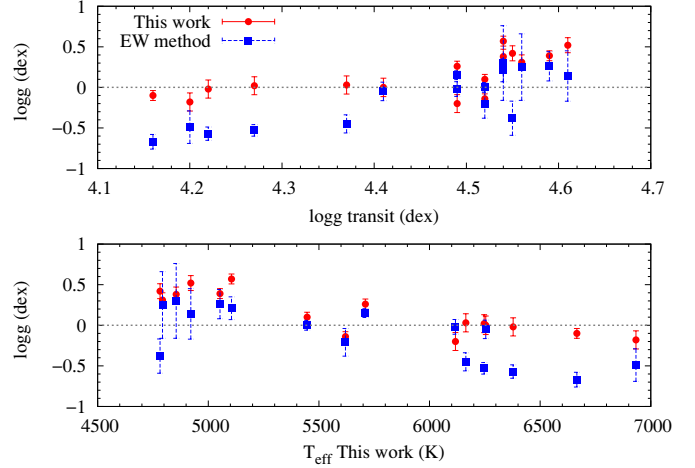 This work
EW method
logg (dex)
1
0.5
0
-0.5
-1
4.1 4.2 4.3 4.4 4.5 4.6 4.7
logg transit (dex)
logg (dex)
1
0.5
0
-0.5
-1
4500 5000 5500 6000 6500 7000
T_eff This work (K)